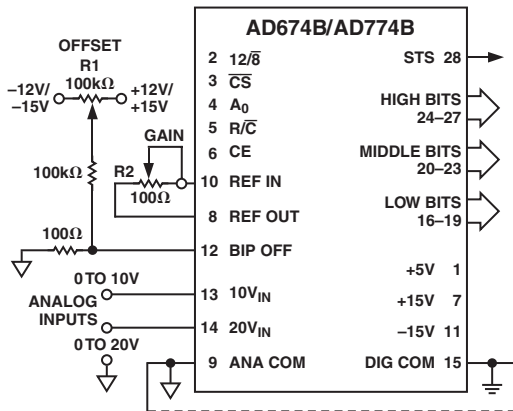 AD674B/AD774B
OFFSET
R1
100kΩ
–12V/
–15V
+12V/
+15V
100kΩ
GAIN
R2
100Ω
100Ω
2 12/8̅
3 C̅S̅
4 A₀
5 R/C̅
6 CE
10 REF IN
8 REF OUT
12 BIP OFF
0 TO 10V
13 10VIN
ANALOG
INPUTS
14 20VIN
0 TO 20V
9 ANA COM
STS 28
HIGH BITS
24–27
MIDDLE BITS
20–23
LOW BITS
16–19
+5V 1
+15V 7
–15V 11
DIG COM 15